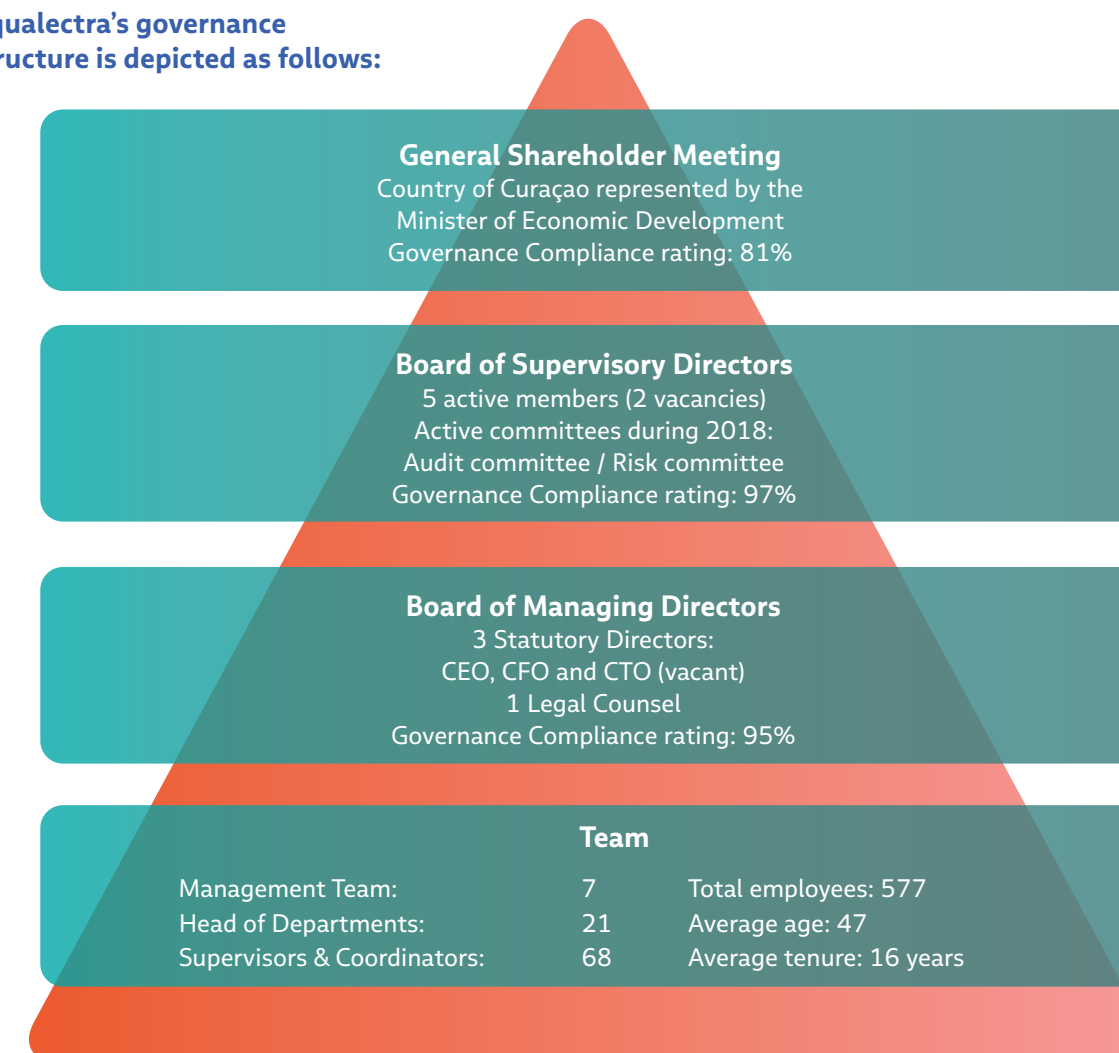 qualectra's governance
ructure is depicted as follows:
General Shareholder Meeting
Country of Curaçao represented by the
Minister of Economic Development
Governance Compliance rating: 81%
Board of Supervisory Directors
5 active members (2 vacancies)
Active committees during 2018:
Audit committee / Risk committee
Governance Compliance rating: 97%
Board of Managing Directors
3 Statutory Directors:
CEO, CFO and CTO (vacant)
1 Legal Counsel
Governance Compliance rating: 95%
Team
Management Team: 7 Total employees: 577
Head of Departments: 21 Average age: 47
Supervisors & Coordinators: 68 Average tenure: 16 years